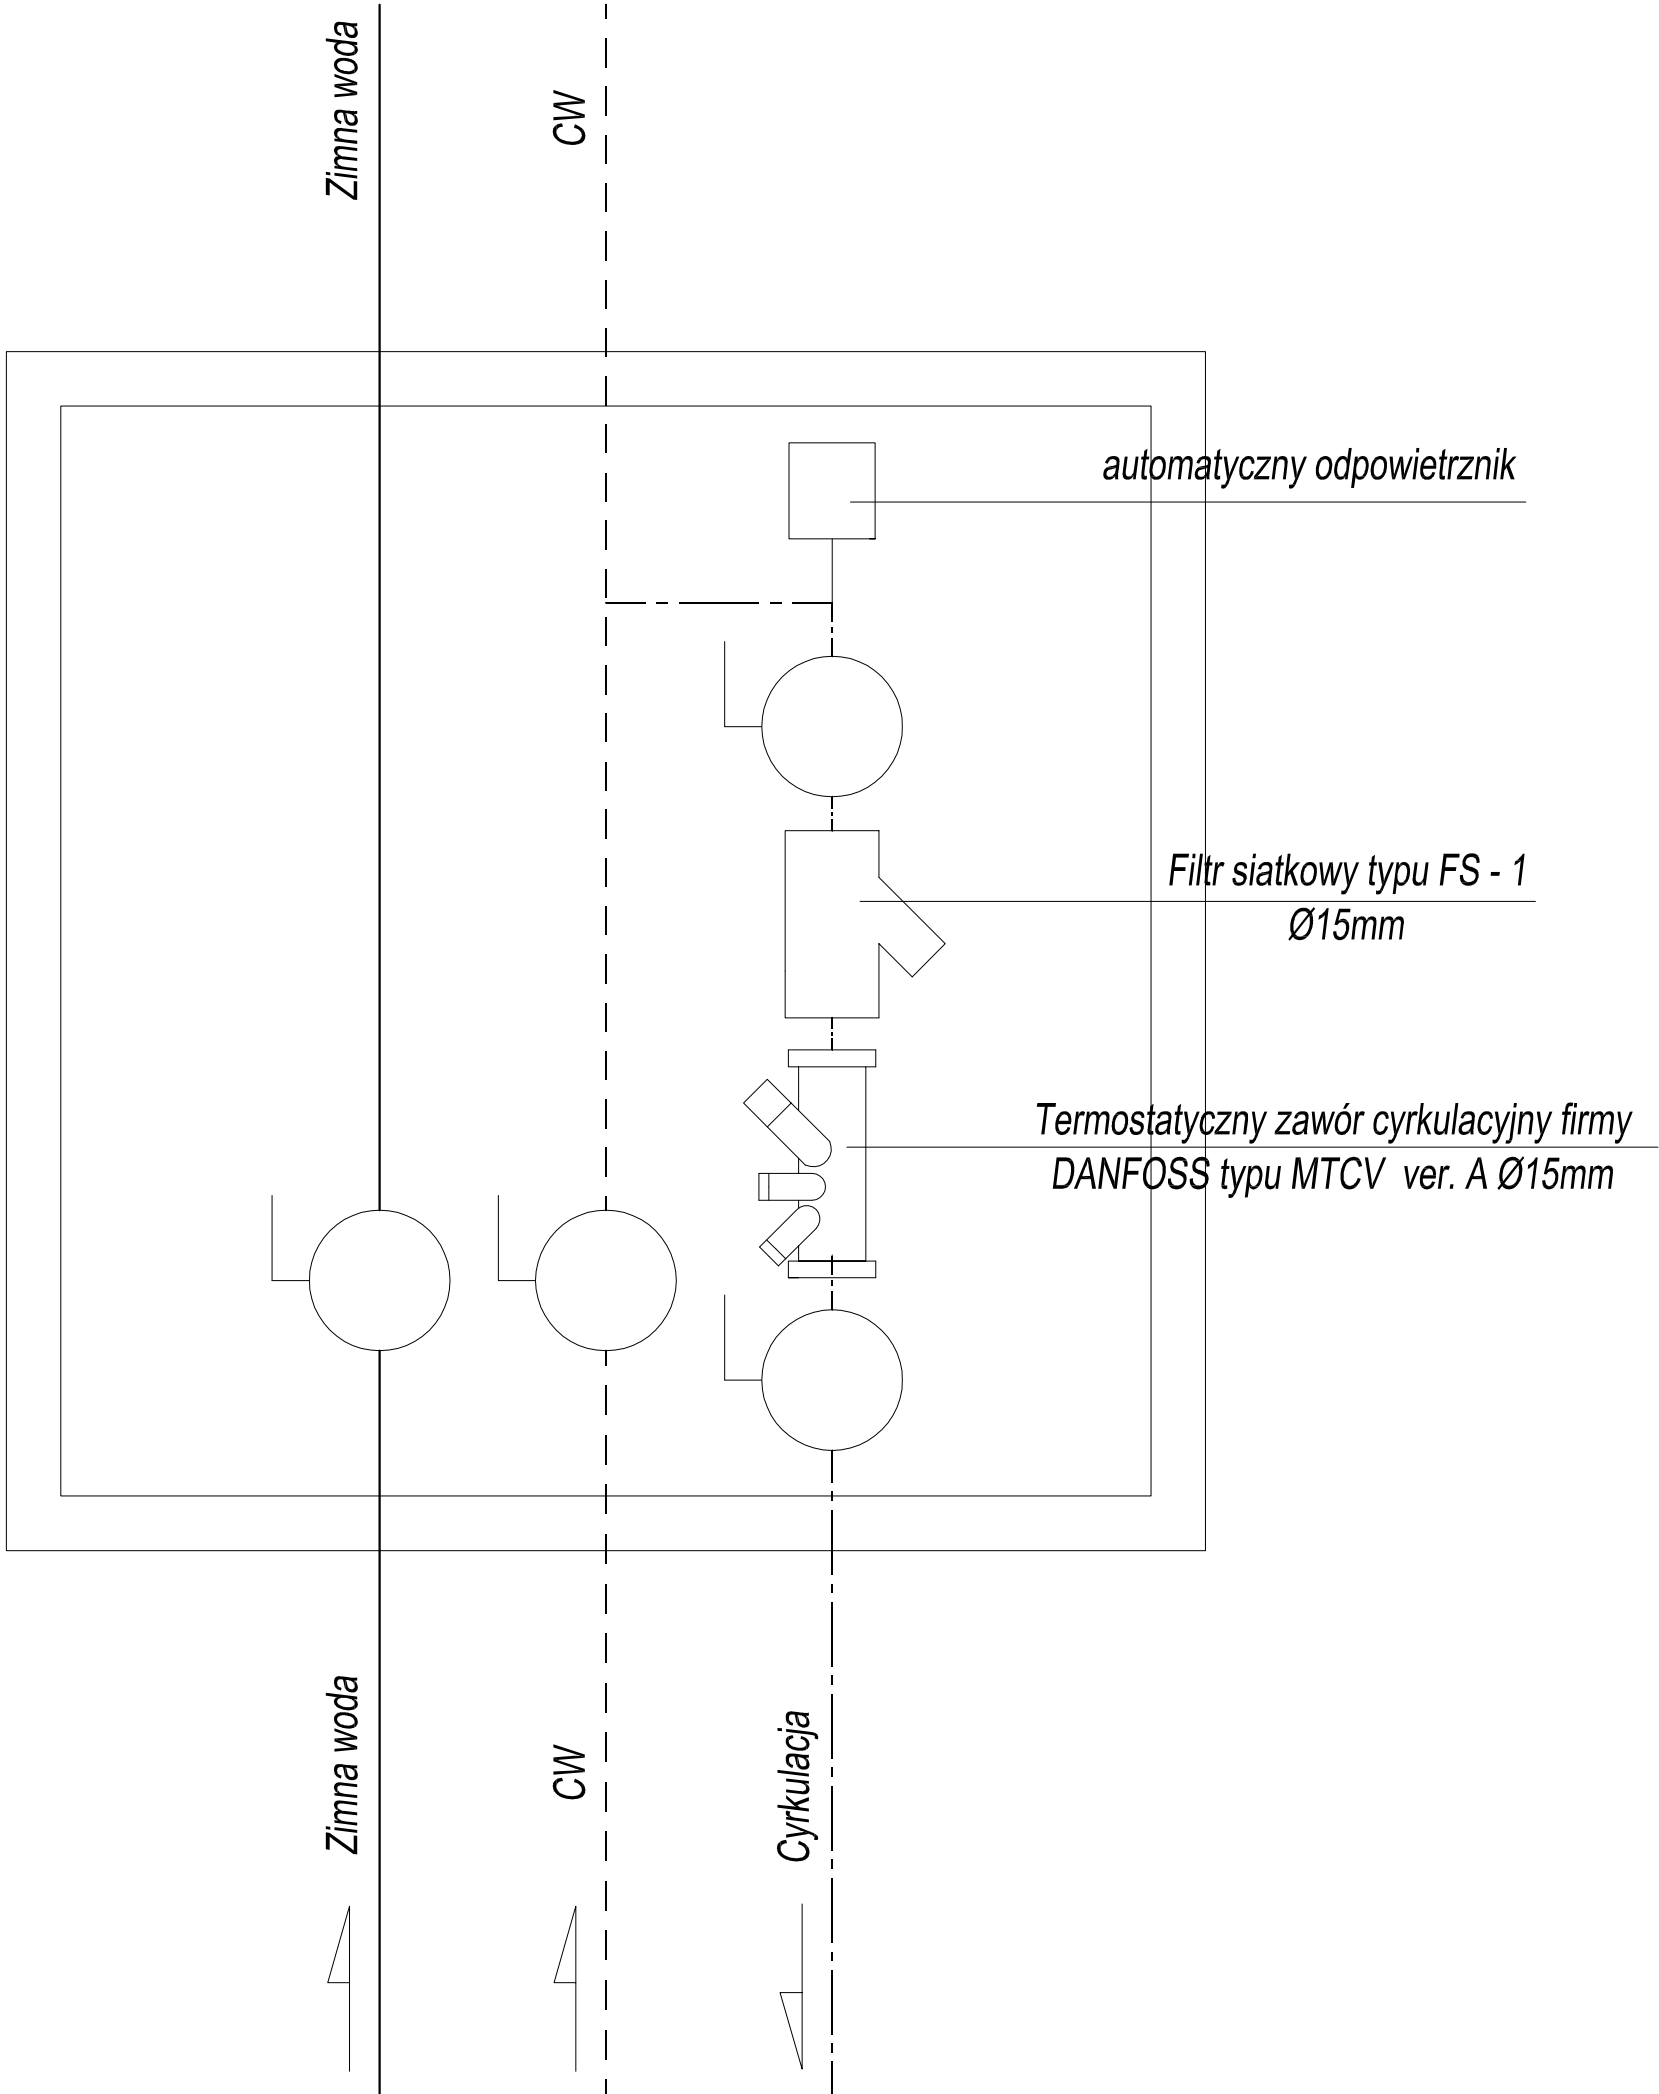 Zimna woda
CW
automatyczny odpowietrznik
Filtr siatkowy typu FS - 1
Ø15mm
Termostatyczny zawór cyrkulacyjny firmy
DANFOSS typu MTCV ver. A Ø15mm
Zimna woda
CW
Cyrkulacja